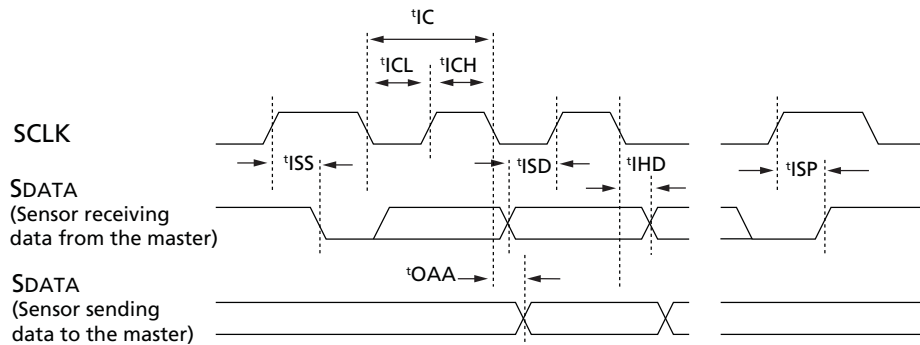 tIC
tICL tICH
SCLK
tISS tISD tIHD tISP
SDATA
(Sensor receiving
data from the master)
tOAA
SDATA
(Sensor sending
data to the master)